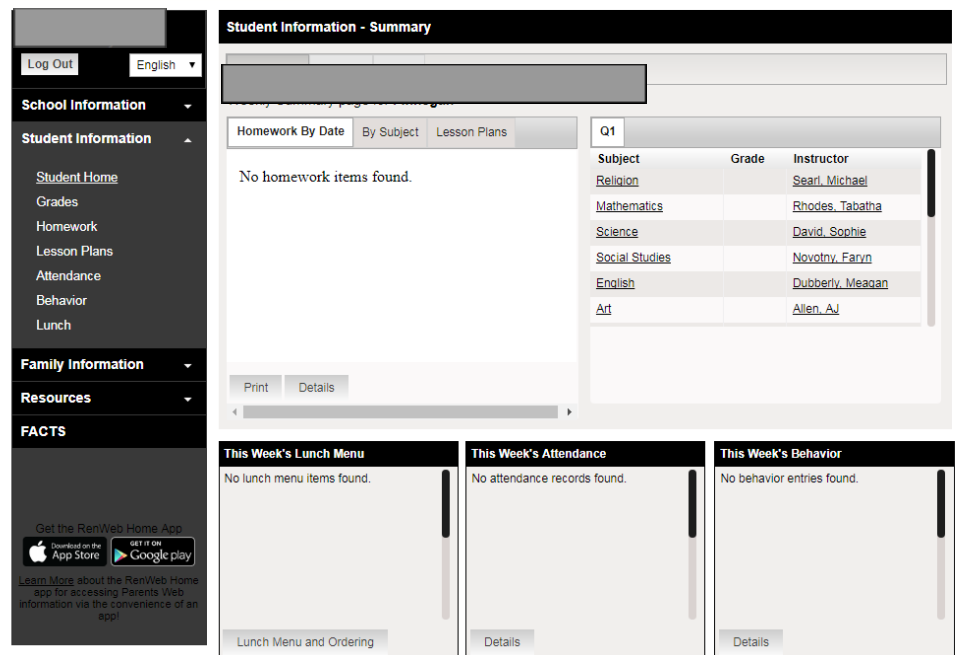 Student Information - Summary
Log Out
English
School Information
Student Information
Student Home
Grades
Homework
Lesson Plans
Attendance
Behavior
Lunch
Family Information
Resources
FACTS
Get the RenWeb Home App
Download on the
App Store
GET IT ON
Google play
Learn More about the RenWeb Home
app for accessing Parents Web
information via the convenience of an
app!
Homework By Date By Subject Lesson Plans
No homework items found.
Print Details
Q1
Subject Grade Instructor
Religion Searl, Michael
Mathematics Rhodes, Tabatha
Science David, Sophie
Social Studies Novotny, Faryn
English Dubberly, Meagan
Art Allen, AJ
This Week's Lunch Menu
No lunch menu items found.
Lunch Menu and Ordering
This Week's Attendance
No attendance records found.
Details
This Week's Behavior
No behavior entries found.
Details